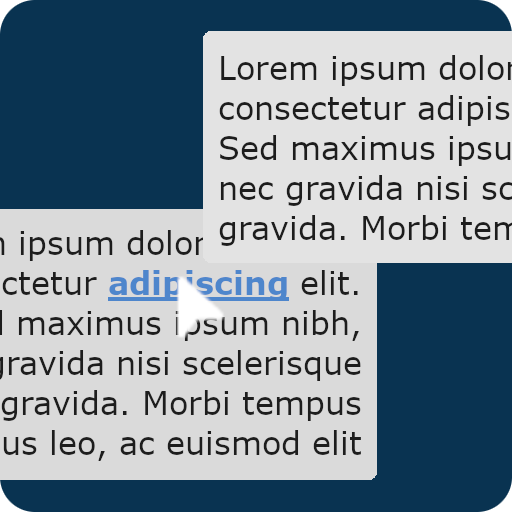 Lorem ipsum dolor
consectetur adipis
Sed maximus ipsu
nec gravida nisi sc
gravida. Morbi tem
n ipsum dolor
ctetur adipiscing elit.
d maximus ipsum nibh,
gravida nisi scelerisque
gravida. Morbi tempus
us leo, ac euismod elit